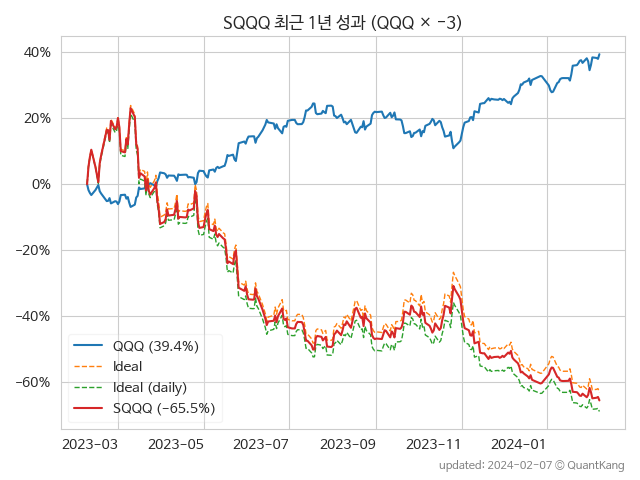 SQQQ 최근 1년 성과 (QQQ × −3)
40%
20%
0%
−20%
−40%
−60%
QQQ (39.4%)
Ideal
Ideal (daily)
SQQQ (−65.5%)
2023-03 2023-05 2023-07 2023-09 2023-11 2024-01
updated: 2024-02-07 © QuantKang